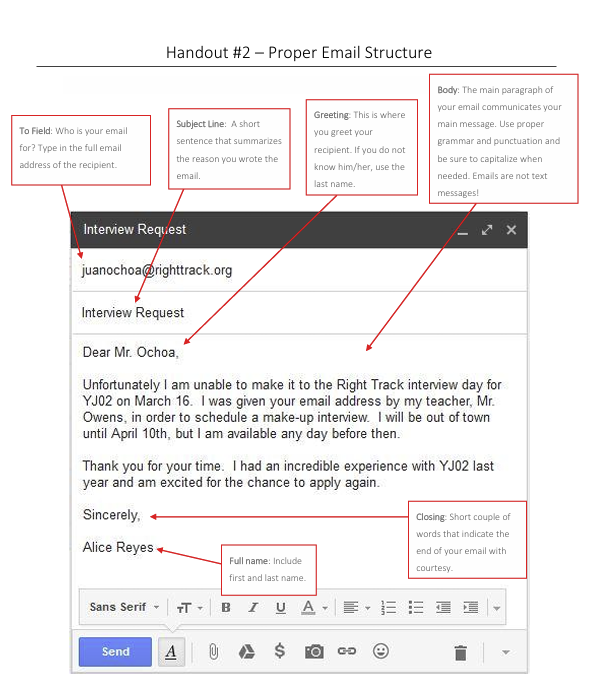 Handout #2 – Proper Email Structure
To Field: Who is your email
for? Type in the full email
address of the recipient.
Subject Line:  A short
sentence that summarizes
the reason you wrote the
email.
Greeting: This is where
you greet your
recipient. If you do not
know him/her, use the
last name.
Body: The main paragraph of
your email communicates your
main message. Use proper
grammar and punctuation and
be sure to capitalize when
needed. Emails are not text
messages!
Interview Request
juanochoa@righttrack.org
Interview Request
Dear Mr. Ochoa,
Unfortunately I am unable to make it to the Right Track interview day for
YJ02 on March 16.  I was given your email address by my teacher, Mr.
Owens, in order to schedule a make-up interview.  I will be out of town
until April 10th, but I am available any day before then.
Thank you for your time.  I had an incredible experience with YJ02 last
year and am excited for the chance to apply again.
Sincerely,
Closing: Short couple of
words that indicate the
end of your email with
courtesy.
Alice Reyes
Full name: Include
first and last name.
Sans Serif
B I U A
Send
A
$